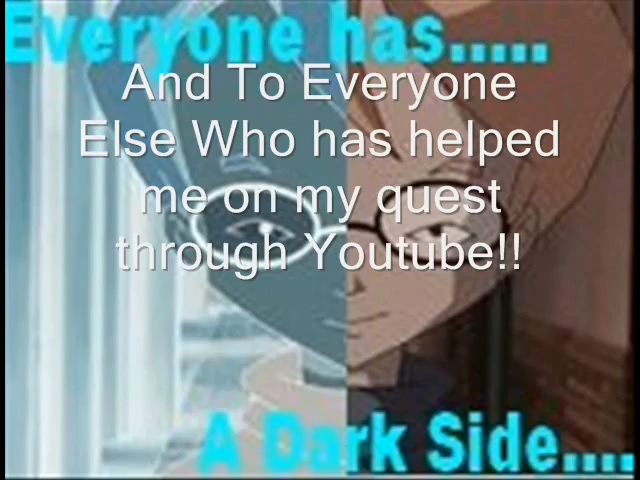 Everyone has.....
And To Everyone
Else Who has helped
me on my quest
through Youtube!!
A Dark Side....